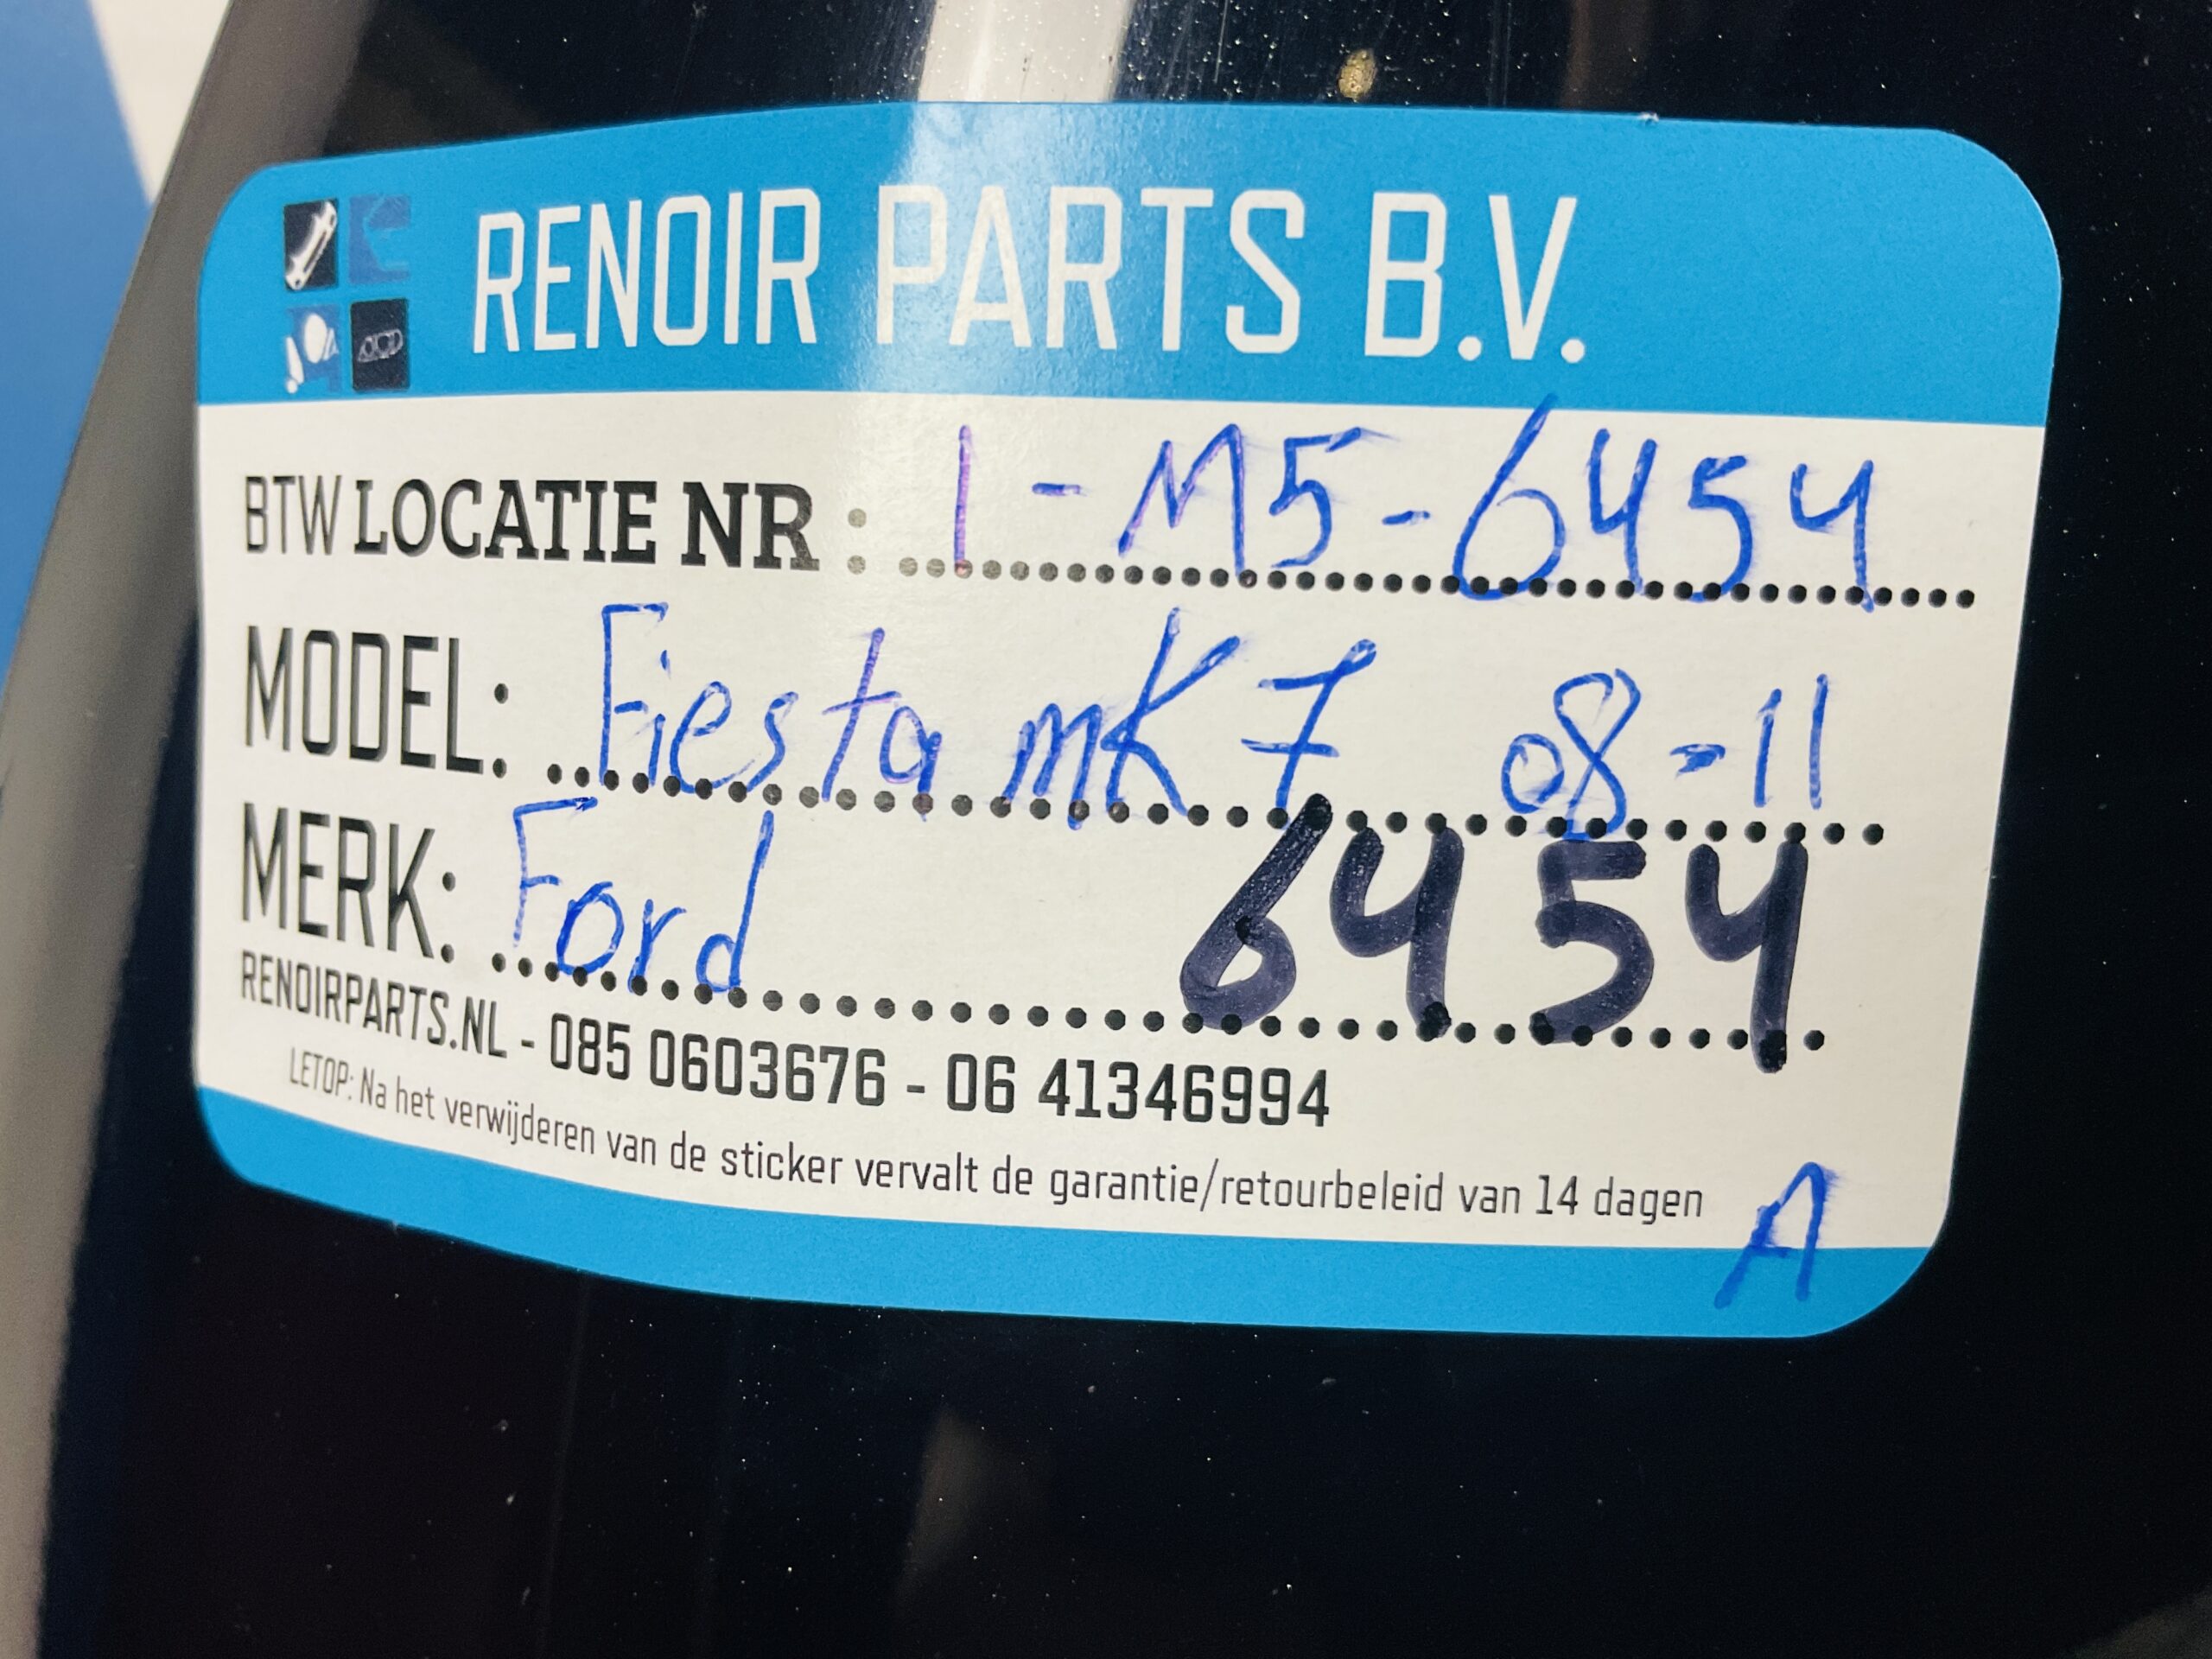 RENOIR PARTS B.V.
BTW LOCATIE NR : 1-M5-6454
MODEL: Fiesta mK7 08-11
MERK: Ford 6454
RENOIRPARTS.NL - 085 0603676 - 06 41346994
LETOP: Na het verwijderen van de sticker vervalt de garantie/retourbeleid van 14 dagen
A